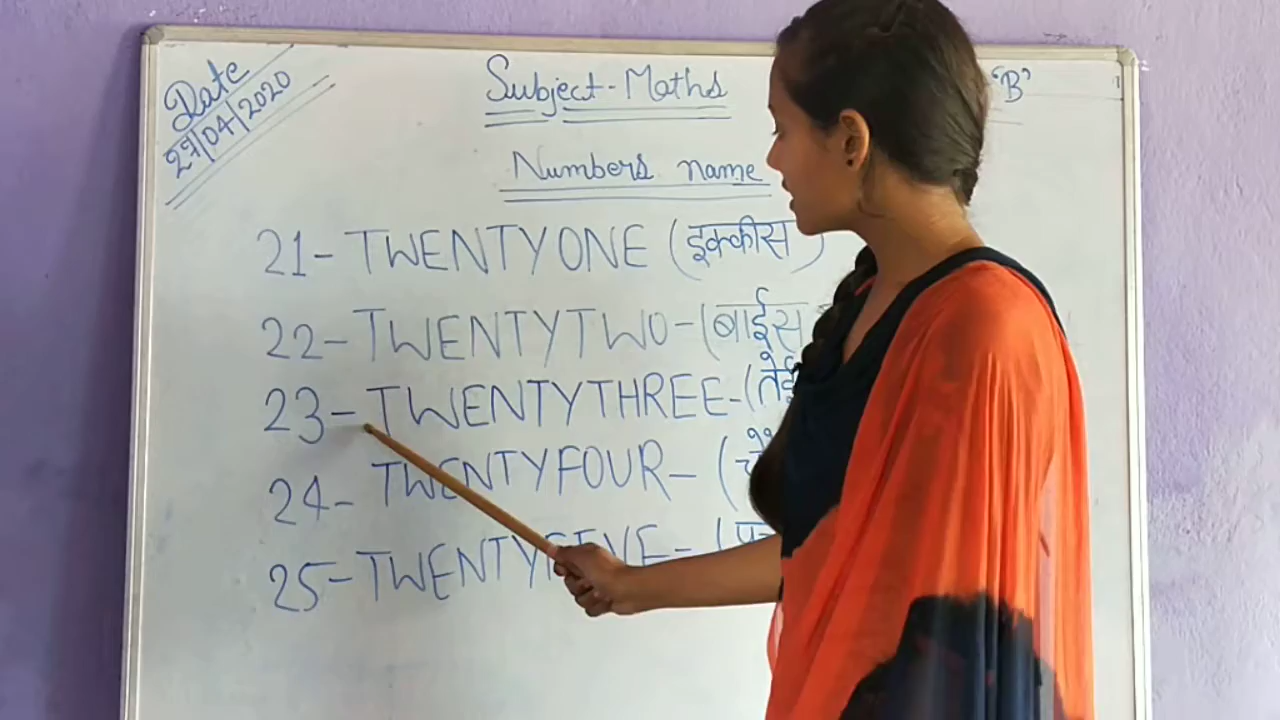 Date
27/04/2020
Subject-Maths
'B'
Numbers name
21-TWENTYONE (इक्कीस)
22-TWENTYTWO-(बाईस
23-TWENTYTHREE-(
24-TWENTYFOUR-(
25-TWENTYFIVE-(